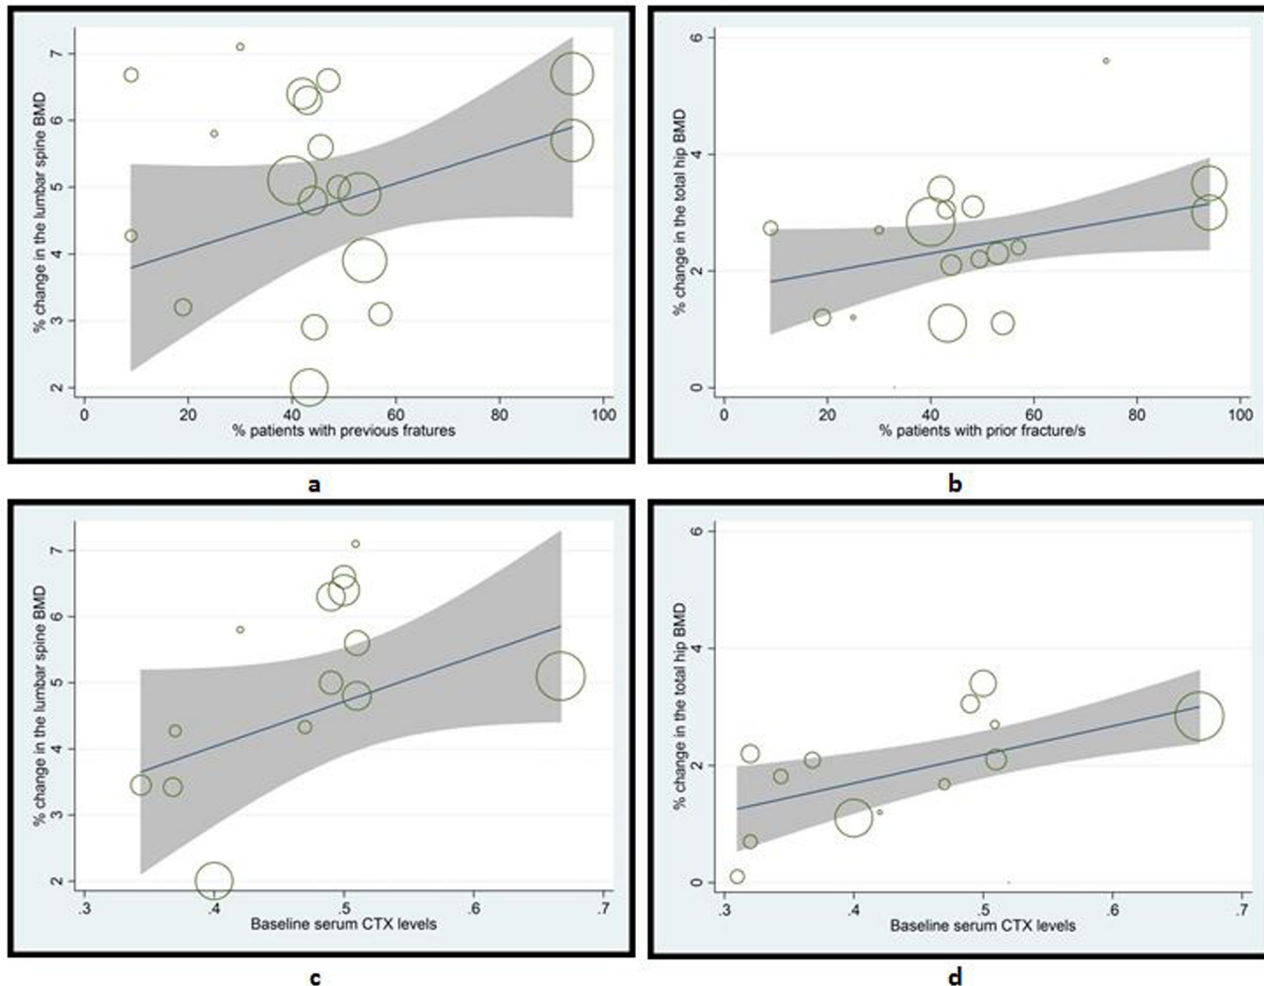 % change in the lumbar spine BMD
7
6
5
4
3
2
0 20 40 60 80 100
% patients with previous fratures
a
% change in the total hip BMD
6
4
2
0
0 20 40 60 80 100
% patients with prior fracture/s
b
% change in the lumbar spine BMD
7
6
5
4
3
2
.3 .4 .5 .6 .7
Baseline serum CTX levels
c
% change in the total hip BMD
6
4
2
0
.3 .4 .5 .6 .7
Baseline serum CTX levels
d